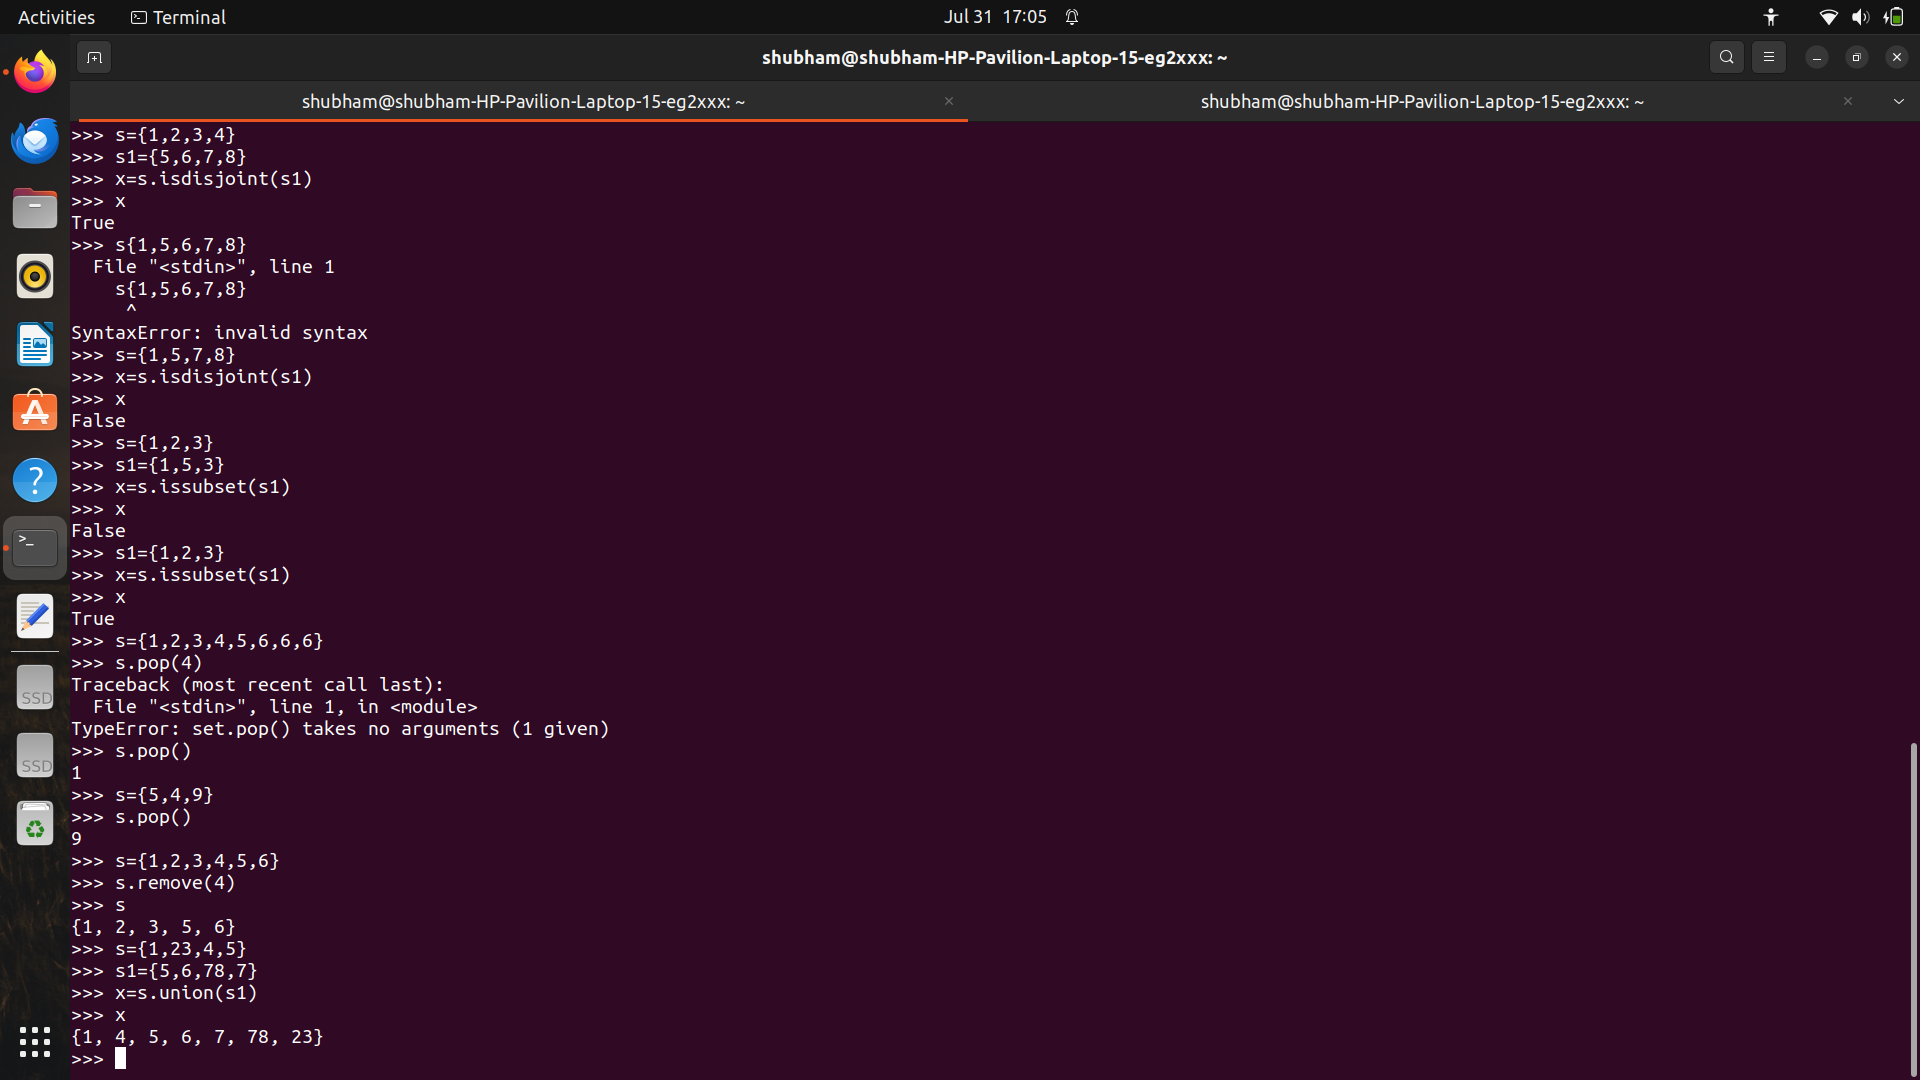 Activities
Terminal
Jul 31 17:05
shubham@shubham-HP-Pavilion-Laptop-15-eg2xxx: ~
shubham@shubham-HP-Pavilion-Laptop-15-eg2xxx: ~
shubham@shubham-HP-Pavilion-Laptop-15-eg2xxx: ~
>>> s={1,2,3,4}
>>> s1={5,6,7,8}
>>> x=s.isdisjoint(s1)
>>> x
True
>>> s{1,5,6,7,8}
  File "<stdin>", line 1
    s{1,5,6,7,8}
     ^
SyntaxError: invalid syntax
>>> s={1,5,7,8}
>>> x=s.isdisjoint(s1)
>>> x
False
>>> s={1,2,3}
>>> s1={1,5,3}
>>> x=s.issubset(s1)
>>> x
False
>>> s1={1,2,3}
>>> x=s.issubset(s1)
>>> x
True
>>> s={1,2,3,4,5,6,6,6}
>>> s.pop(4)
Traceback (most recent call last):
  File "<stdin>", line 1, in <module>
TypeError: set.pop() takes no arguments (1 given)
>>> s.pop()
1
>>> s={5,4,9}
>>> s.pop()
9
>>> s={1,2,3,4,5,6}
>>> s.remove(4)
>>> s
{1, 2, 3, 5, 6}
>>> s={1,23,4,5}
>>> s1={5,6,78,7}
>>> x=s.union(s1)
>>> x
{1, 4, 5, 6, 7, 78, 23}
>>>
?
>_
SSD
SSD